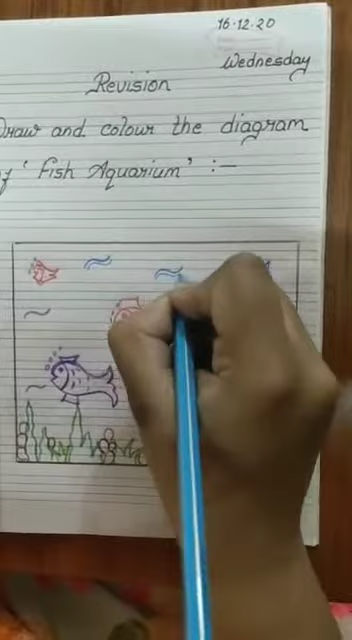 16.12.20
Wednesday
Revision
Draw and colour the diagram
of 'Fish Aquarium' :-